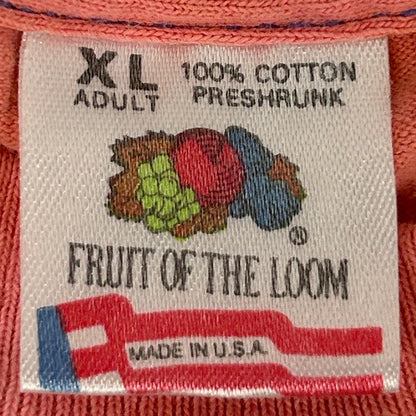 XL 100% COTTON
ADULT PRESHRUNK
®
FRUIT OF THE LOOM
MADE IN U.S.A.